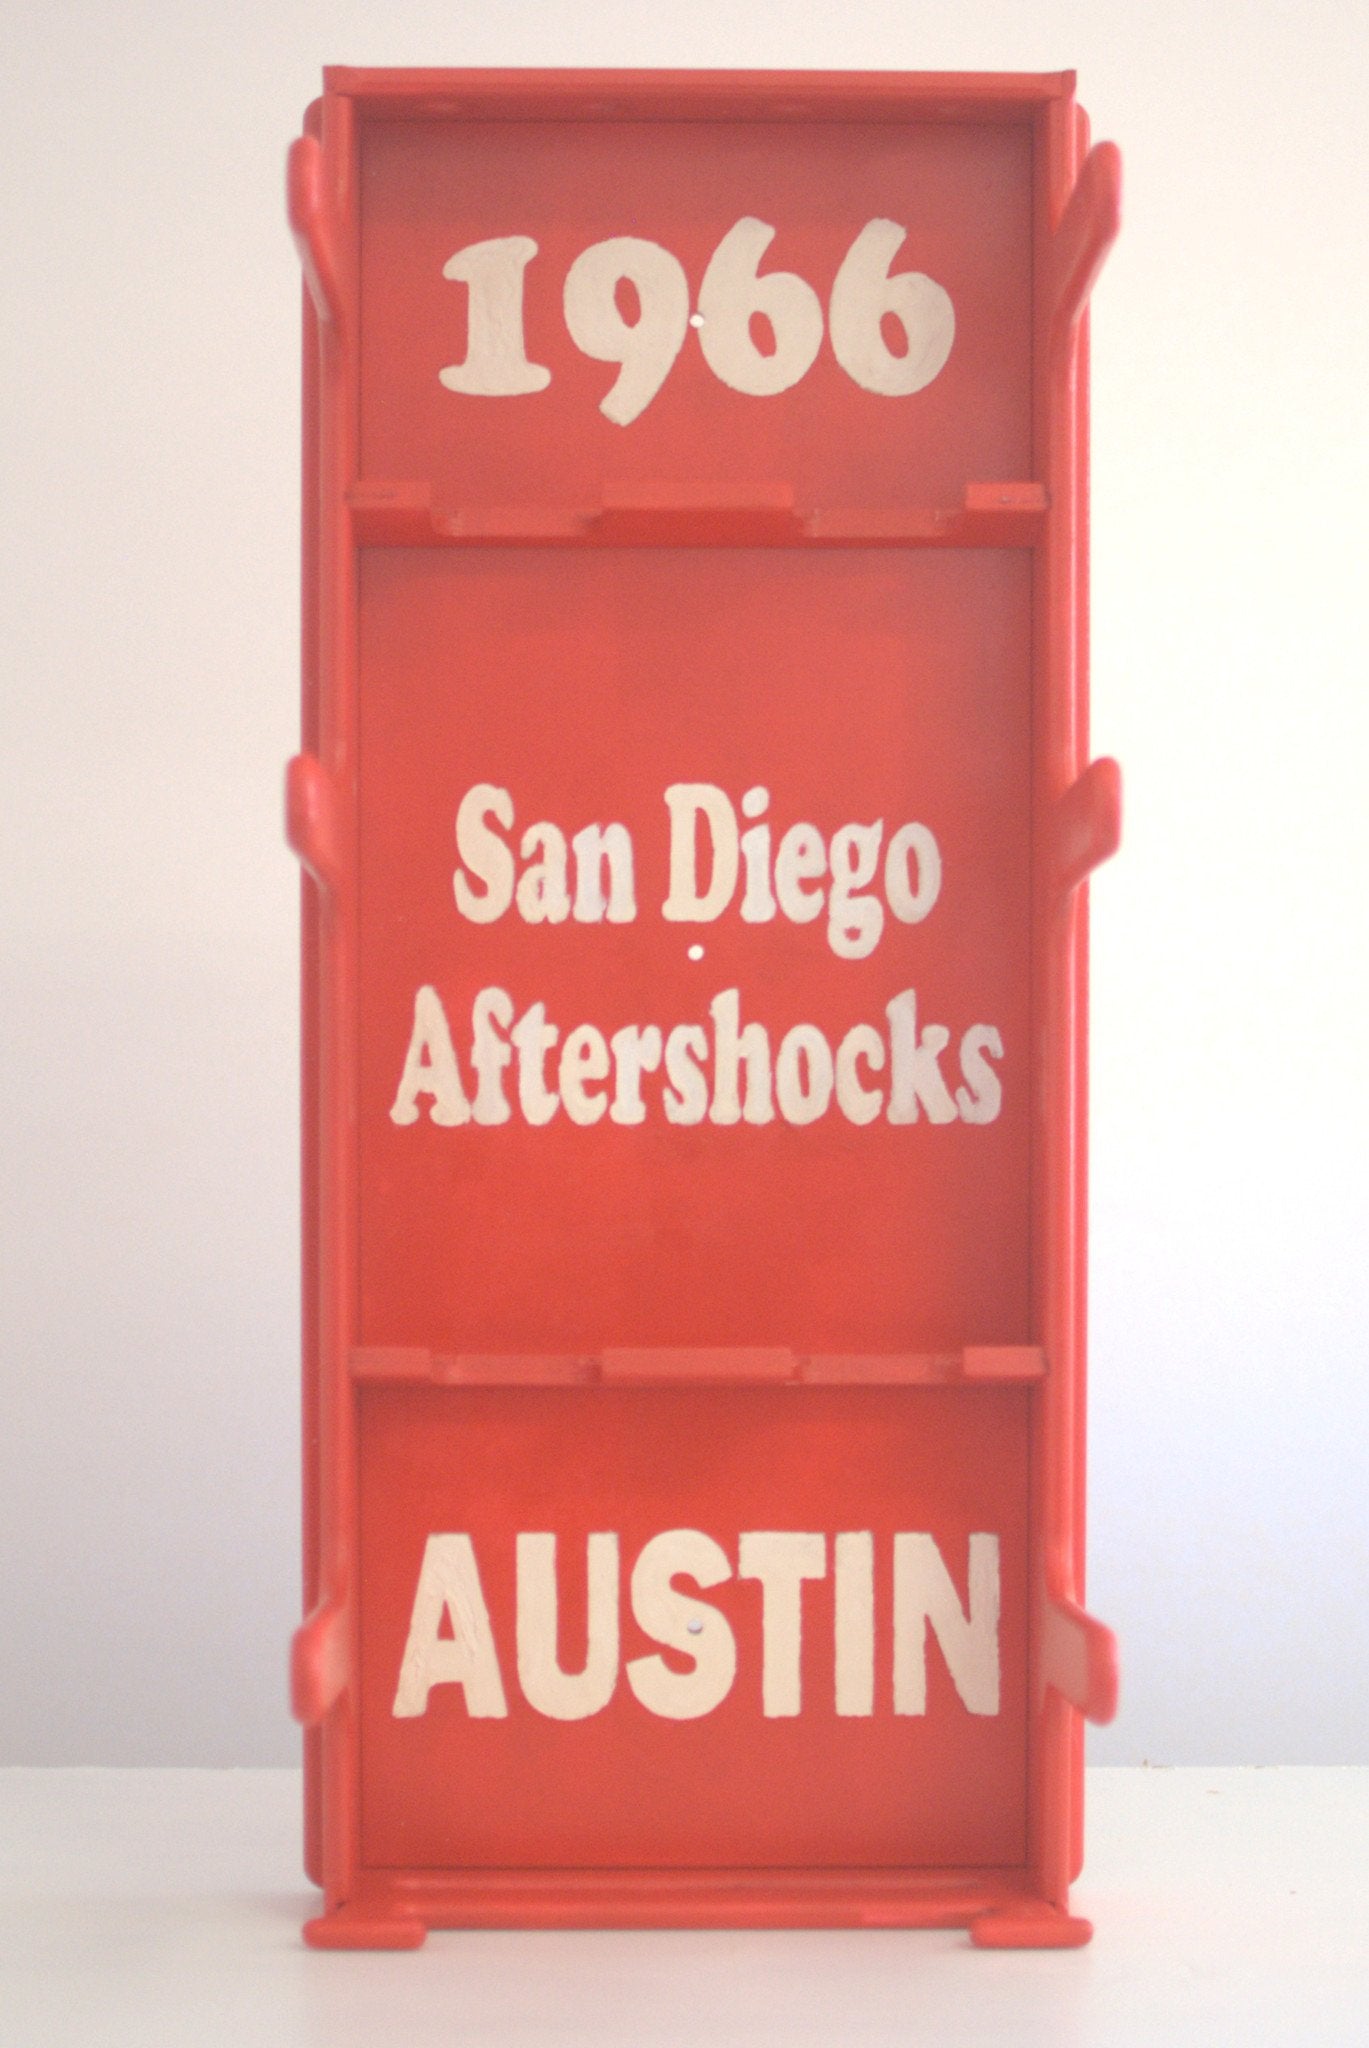 1966
San Diego
Aftershocks
AUSTIN